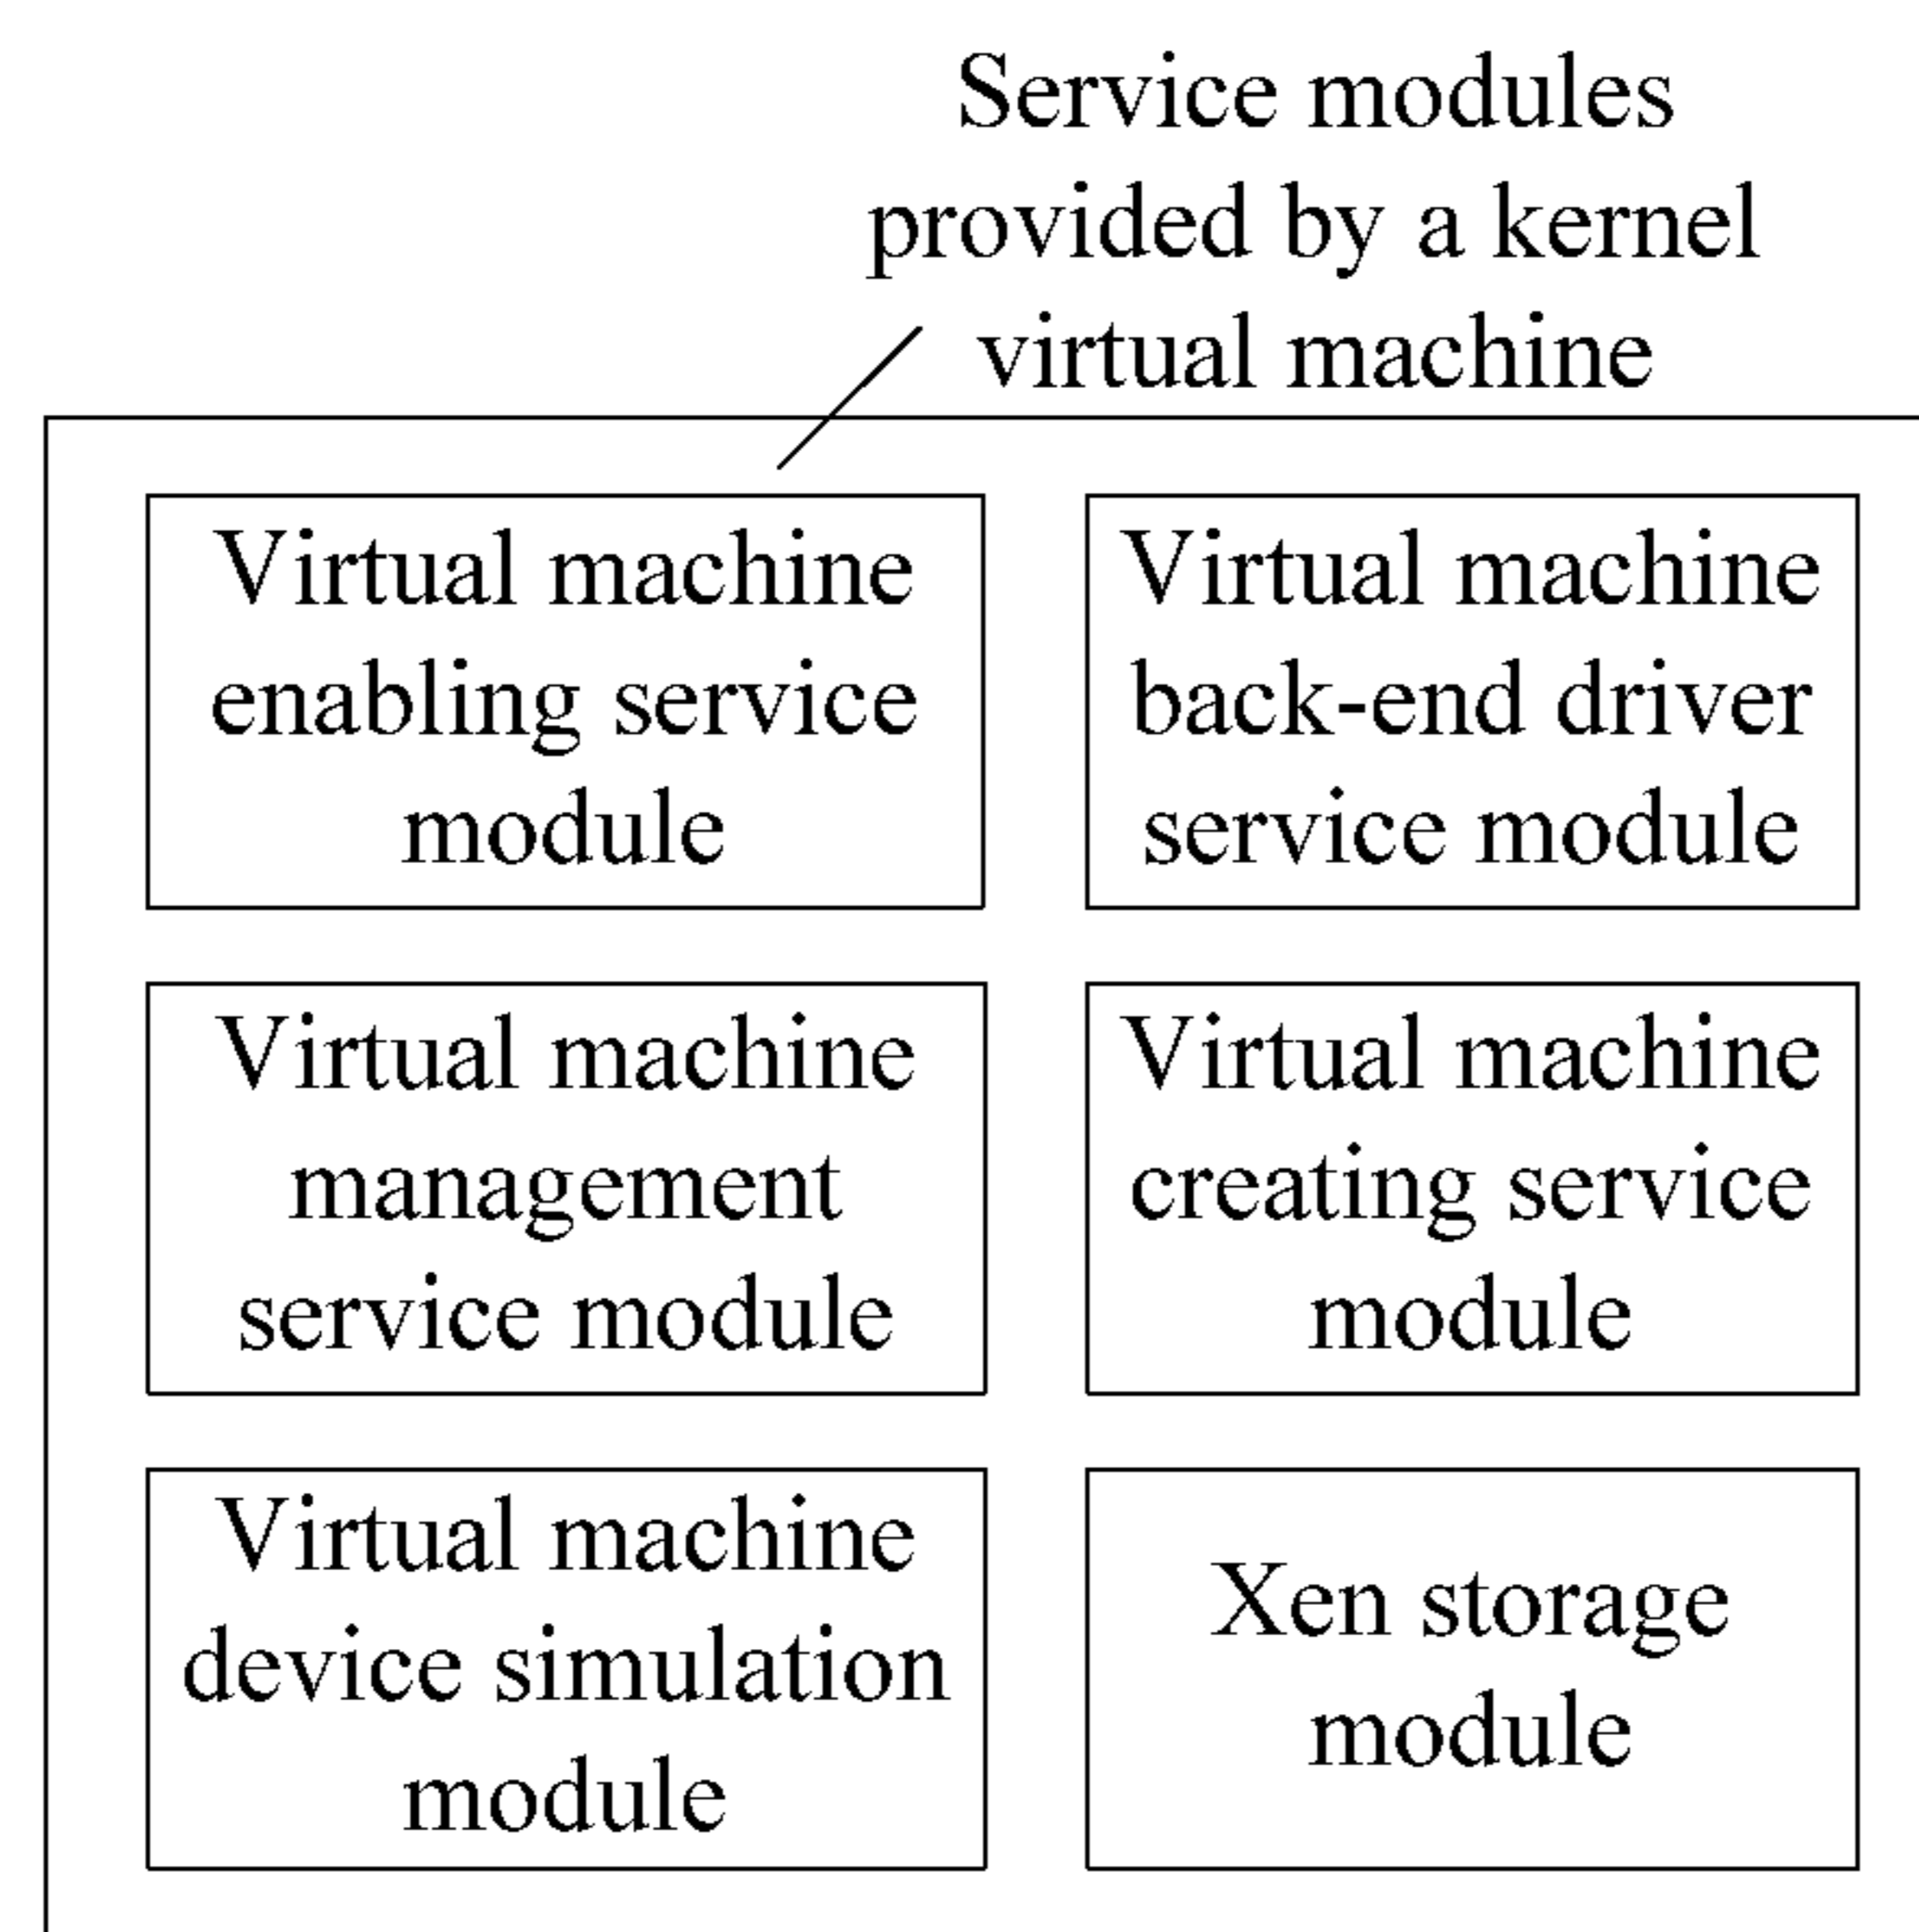 Service modules
provided by a kernel
virtual machine
Virtual machine
enabling service
module
Virtual machine
back-end driver
service module
Virtual machine
management
service module
Virtual machine
creating service
module
Virtual machine
device simulation
module
Xen storage
module